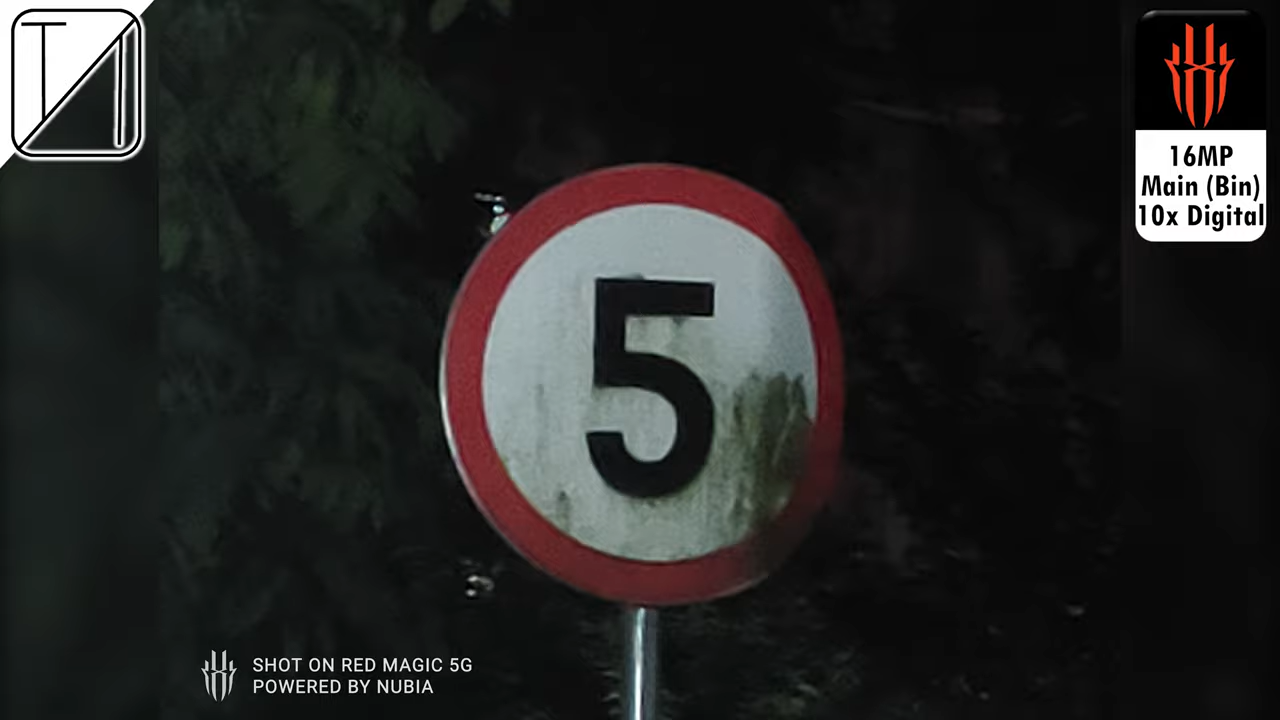 16MP
Main (Bin)
10x Digital
5
SHOT ON RED MAGIC 5G
POWERED BY NUBIA